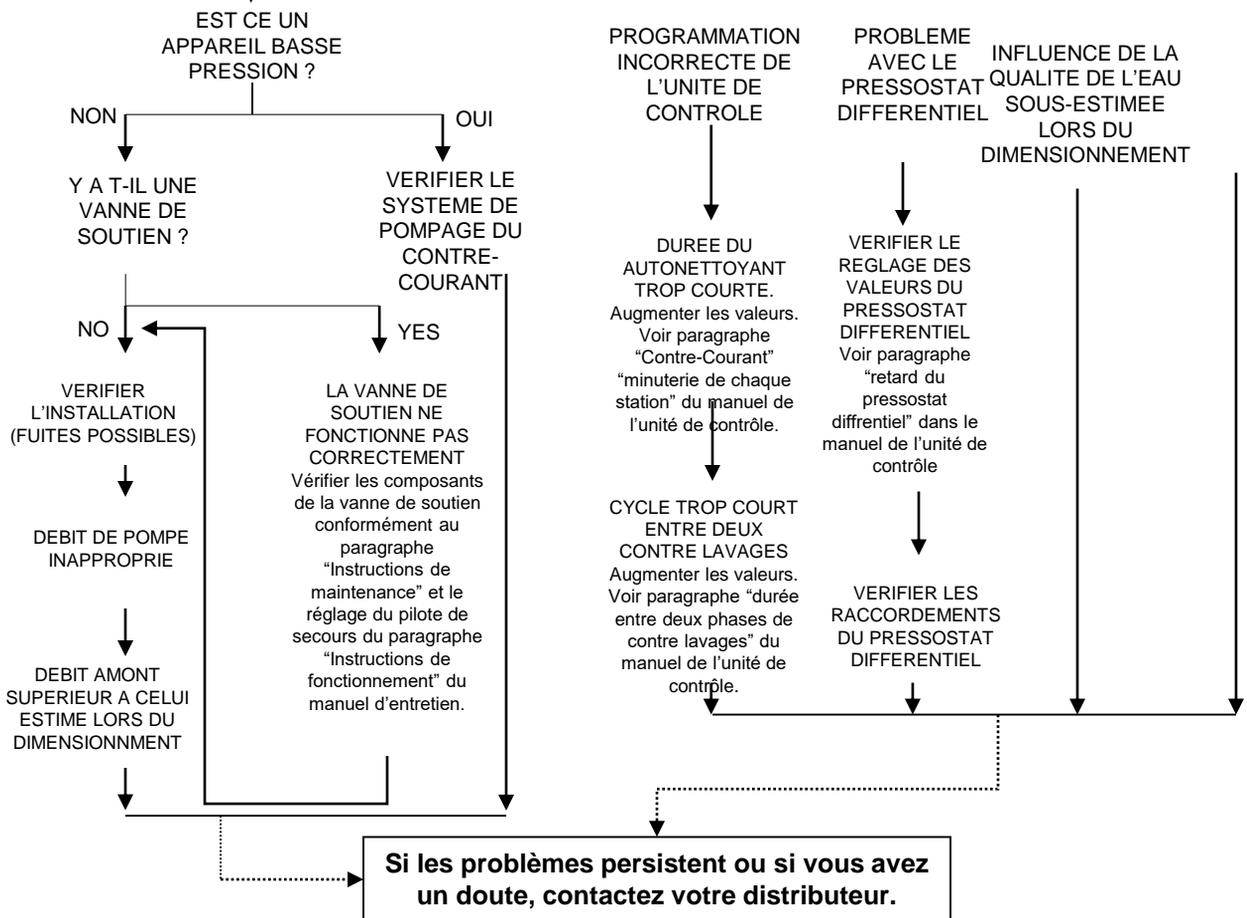 EST CE UN
APPAREIL BASSE
PRESSION ?
NON
OUI
Y A T-IL UNE
VANNE DE
SOUTIEN ?
VERIFIER LE
SYSTEME DE
POMPAGE DU
CONTRE-
COURANT
NO
YES
VERIFIER
L'INSTALLATION
(FUITES POSSIBLES)
DEBIT DE POMPE
INAPPROPRIE
DEBIT AMONT
SUPERIEUR A CELUI
ESTIME LORS DU
DIMENSIONNMENT
LA VANNE DE
SOUTIEN NE
FONCTIONNE PAS
CORRECTEMENT
Vérifier les composants
de la vanne de soutien
conformément au
paragraphe
“Instructions de
maintenance” et le
réglage du pilote de
secours du paragraphe
“Instructions de
fonctionnement” du
manuel d'entretien.
PROGRAMMATION
INCORRECTE DE
L'UNITE DE
CONTROLE
DUREE DU
AUTONETTOYANT
TROP COURTE.
Augmenter les valeurs.
Voir paragraphe
“Contre-Courant”
“minuterie de chaque
station” du manuel de
l'unité de contrôle.
CYCLE TROP COURT
ENTRE DEUX
CONTRE LAVAGES
Augmenter les valeurs.
Voir paragraphe “durée
entre deux phases de
contre lavages” du
manuel de l'unité de
contrôle.
PROBLEME
AVEC LE
PRESSOSTAT
DIFFERENTIEL
VERIFIER LE
REGLAGE DES
VALEURS DU
PRESSOSTAT
DIFFERENTIEL
Voir paragraphe
“retard du
pressostat
diffrentiel” dans le
manuel de l'unité de
contrôle
VERIFIER LES
RACCORDEMENTS
DU PRESSOSTAT
DIFFERENTIEL
INFLUENCE DE LA
QUALITE DE L'EAU
SOUS-ESTIMEE
LORS DU
DIMENSIONNEMENT
Si les problèmes persistent ou si vous avez
un doute, contactez votre distributeur.